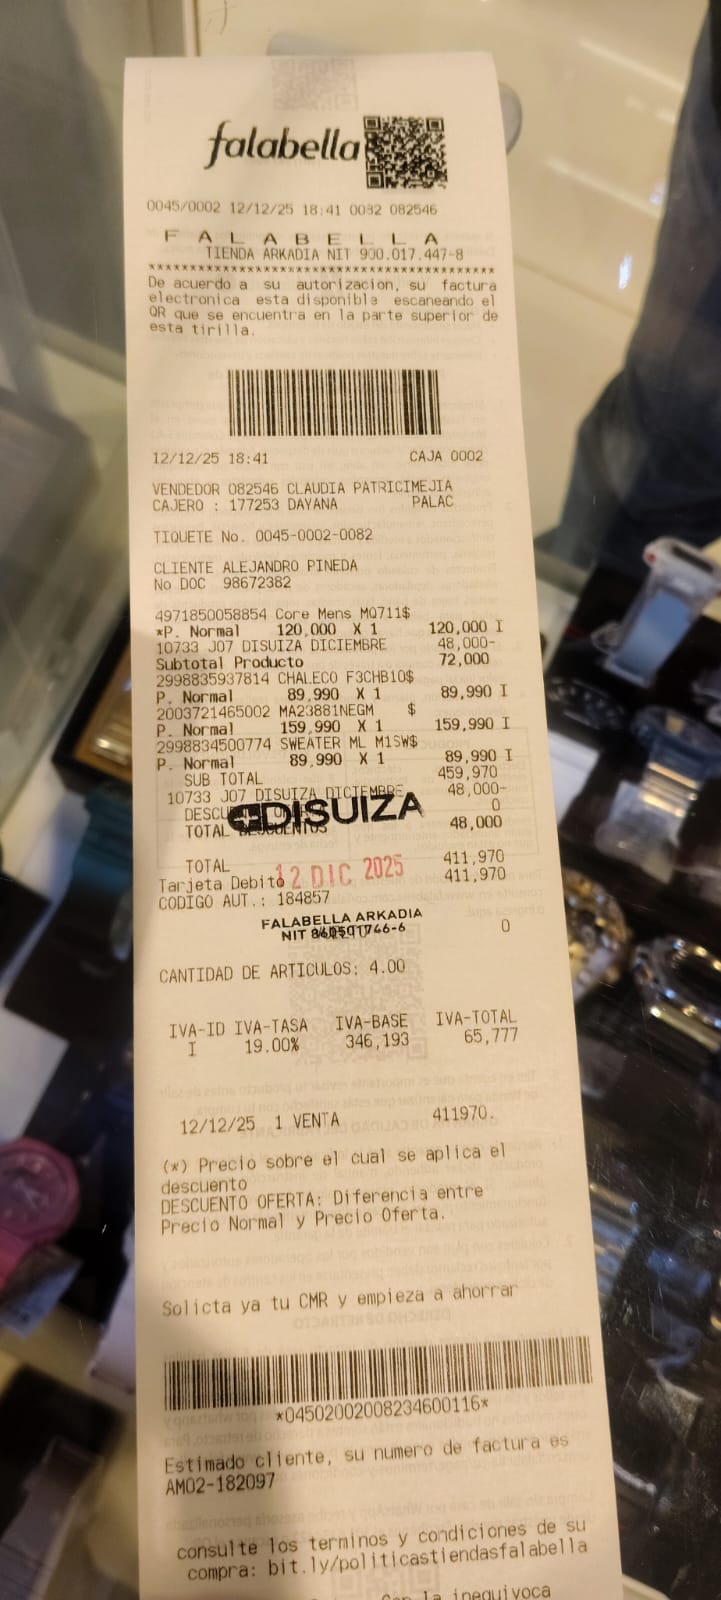 falabella
0045/0002 12/12/25 18:41 0032 082546
F A L A B E L L A
TIENDA ARKADIA NIT 900.017.447-8
*************************************************
De acuerdo a su autorizacion, su factura
electronica esta disponible escaneando el
QR que se encuentra en la parte superior de
esta tirilla.
12/12/25 18:41 CAJA 0002
VENDEDOR 082546 CLAUDIA PATRICIMEJIA
CAJERO : 177253 DAYANA PALAC
TIQUETE No. 0045-0002-0082
CLIENTE ALEJANDRO PINEDA
No DOC 98672382
4971850058854 Core Mens MQ711$
*P. Normal 120,000 X 1 120,000 I
10733 J07 DISUIZA DICIEMBRE 48,000-
Subtotal Producto 72,000
2998835937814 CHALECO F3CHB10$
P. Normal 89,990 X 1 89,990 I
2003721465002 MA23881NEGM $
P. Normal 159,990 X 1 159,990 I
2998834500774 SWEATER ML M1SW$
P. Normal 89,990 X 1 89,990 I
SUB TOTAL 459,970
10733 J07 DISUIZA DICIEMBRE 48,000-
0
DISUIZA
TOTAL DESCUENTOS 48,000
TOTAL 411,970
Tarjeta Debito 411,970
12 DIC 2025
CODIGO AUT.: 184857
FALABELLA ARKADIA
NIT 860501746-6
0
CANTIDAD DE ARTICULOS: 4.00
IVA-ID IVA-TASA IVA-BASE IVA-TOTAL
I 19.00% 346,193 65,777
12/12/25 1 VENTA 411970.
(*) Precio sobre el cual se aplica el
descuento
DESCUENTO OFERTA: Diferencia entre
Precio Normal y Precio Oferta.
Solicta ya tu CMR y empieza a ahorrar
*04502002008234600116*
Estimado cliente, su numero de factura es
AM02-182097
consulte los terminos y condiciones de su
compra: bit.ly/politicastiendasfalabella
la inequivoca